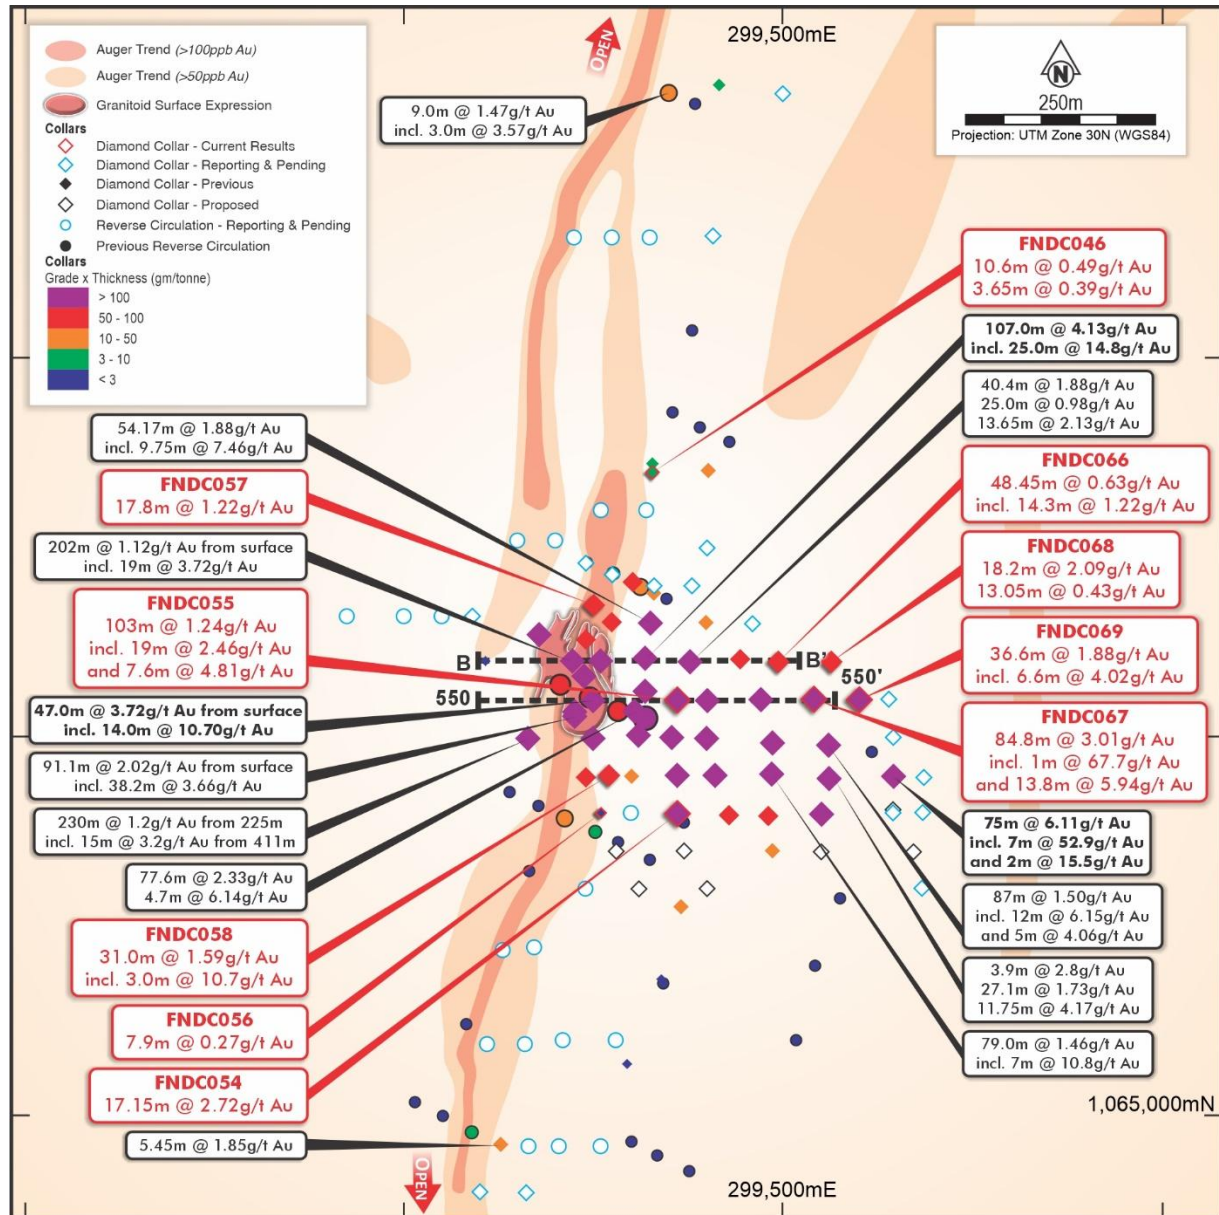 OPEN
299,500mE
Auger Trend (>100ppb Au)
Auger Trend (>50ppb Au)
Granitoid Surface Expression
Collars
Diamond Collar - Current Results
Diamond Collar - Reporting & Pending
Diamond Collar - Previous
Diamond Collar - Proposed
Reverse Circulation - Reporting & Pending
Previous Reverse Circulation
Collars
Grade x Thickness (gm/tonne)
> 100
50 - 100
10 - 50
3 - 10
< 3
N
250m
Projection: UTM Zone 30N (WGS84)
9.0m @ 1.47g/t Au
incl. 3.0m @ 3.57g/t Au
54.17m @ 1.88g/t Au
incl. 9.75m @ 7.46g/t Au
FNDC057
17.8m @ 1.22g/t Au
202m @ 1.12g/t Au from surface
incl. 19m @ 3.72g/t Au
FNDC055
103m @ 1.24g/t Au
incl. 19m @ 2.46g/t Au
and 7.6m @ 4.81g/t Au
47.0m @ 3.72g/t Au from surface
incl. 14.0m @ 10.70g/t Au
91.1m @ 2.02g/t Au from surface
incl. 38.2m @ 3.66g/t Au
230m @ 1.2g/t Au from 225m
incl. 15m @ 3.2g/t Au from 411m
77.6m @ 2.33g/t Au
4.7m @ 6.14g/t Au
FNDC058
31.0m @ 1.59g/t Au
incl. 3.0m @ 10.7g/t Au
FNDC056
7.9m @ 0.27g/t Au
FNDC054
17.15m @ 2.72g/t Au
5.45m @ 1.85g/t Au
B
B'
550
550'
FNDC046
10.6m @ 0.49g/t Au
3.65m @ 0.39g/t Au
107.0m @ 4.13g/t Au
incl. 25.0m @ 14.8g/t Au
40.4m @ 1.88g/t Au
25.0m @ 0.98g/t Au
13.65m @ 2.13g/t Au
FNDC066
48.45m @ 0.63g/t Au
incl. 14.3m @ 1.22g/t Au
FNDC068
18.2m @ 2.09g/t Au
13.05m @ 0.43g/t Au
FNDC069
36.6m @ 1.88g/t Au
incl. 6.6m @ 4.02g/t Au
FNDC067
84.8m @ 3.01g/t Au
incl. 1m @ 67.7g/t Au
and 13.8m @ 5.94g/t Au
75m @ 6.11g/t Au
incl. 7m @ 52.9g/t Au
and 2m @ 15.5g/t Au
87m @ 1.50g/t Au
incl. 12m @ 6.15g/t Au
and 5m @ 4.06g/t Au
3.9m @ 2.8g/t Au
27.1m @ 1.73g/t Au
11.75m @ 4.17g/t Au
79.0m @ 1.46g/t Au
incl. 7m @ 10.8g/t Au
1,065,000mN
OPEN
299,500mE